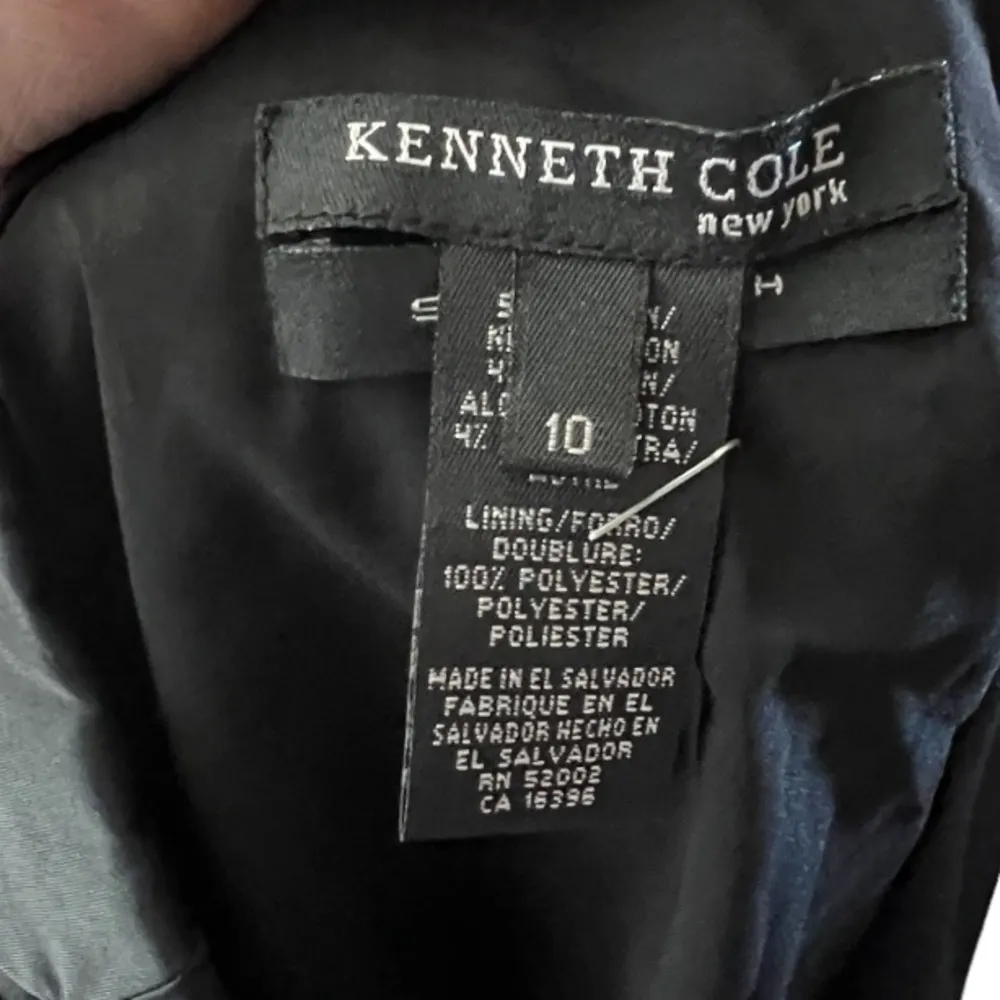 KENNETH COLE
new york
10
LINING/FORRO/
DOUBLURE:
100% POLYESTER/
POLYESTER/
POLIESTER
MADE IN EL SALVADOR
FABRIQUE EN EL
SALVADOR HECHO EN
EL SALVADOR
RN 52002
CA 16396